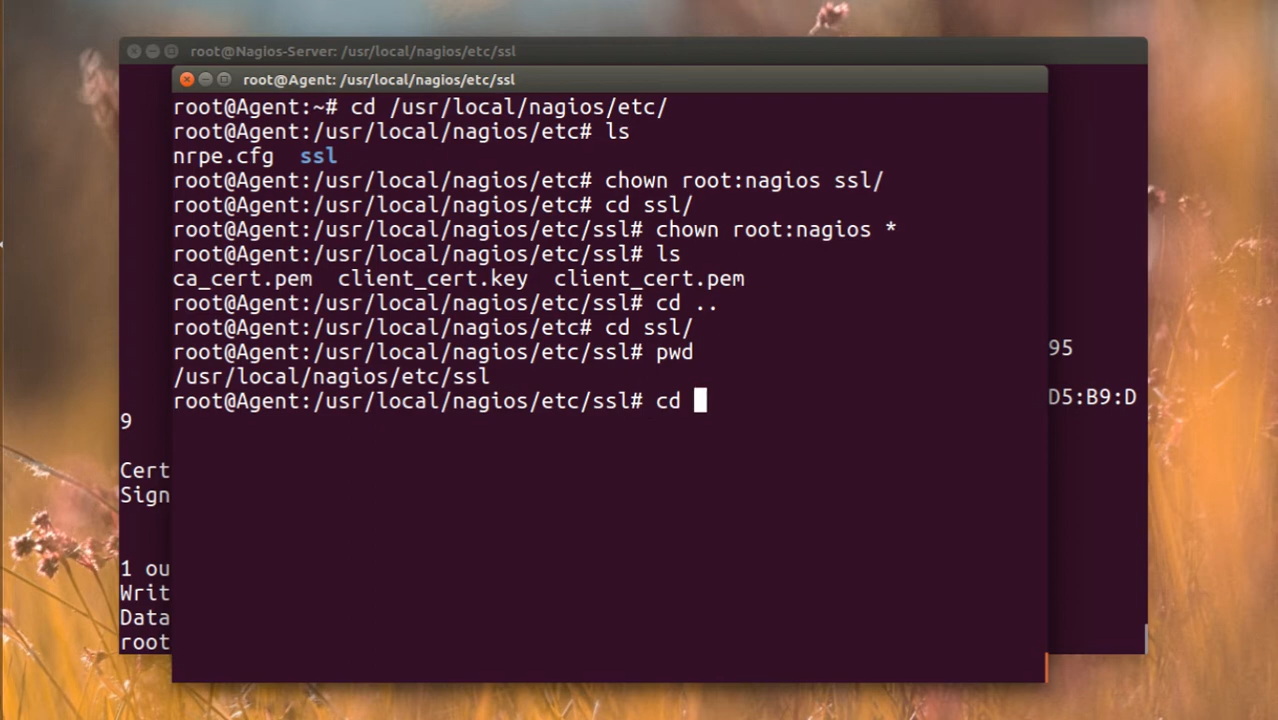 root@Nagios-Server: /usr/local/nagios/etc/ssl
root@Agent: /usr/local/nagios/etc/ssl
root@Agent:~# cd /usr/local/nagios/etc/
root@Agent:/usr/local/nagios/etc# ls
nrpe.cfg  ssl
root@Agent:/usr/local/nagios/etc# chown root:nagios ssl/
root@Agent:/usr/local/nagios/etc# cd ssl/
root@Agent:/usr/local/nagios/etc/ssl# chown root:nagios *
root@Agent:/usr/local/nagios/etc/ssl# ls
ca_cert.pem  client_cert.key  client_cert.pem
root@Agent:/usr/local/nagios/etc/ssl# cd ..
root@Agent:/usr/local/nagios/etc# cd ssl/
root@Agent:/usr/local/nagios/etc/ssl# pwd
/usr/local/nagios/etc/ssl
root@Agent:/usr/local/nagios/etc/ssl# cd
95
D5:B9:D
9
Cert
Sign
1 ou
Writ
Data
root